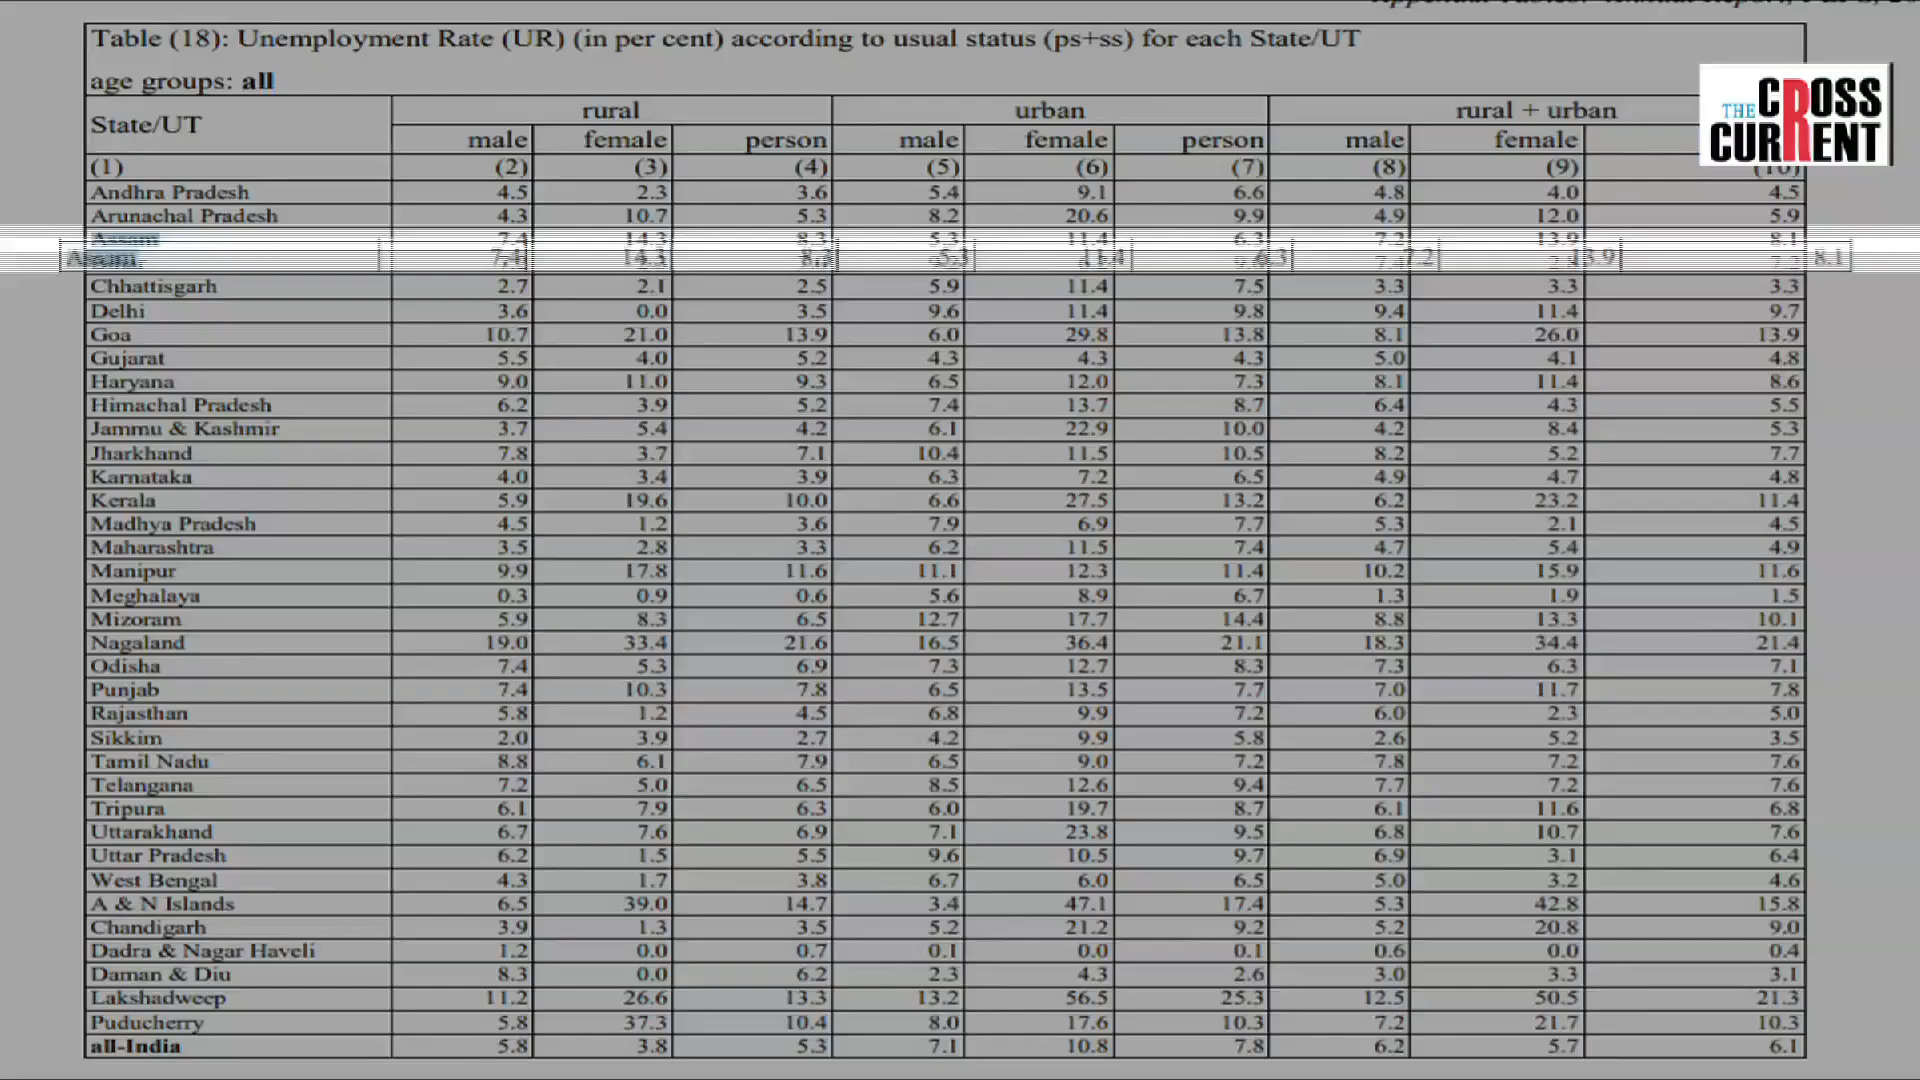 Table (18): Unemployment Rate (UR) (in per cent) according to usual status (ps+ss) for each State/UT
age groups: all
THE CROSS CURRENT
State/UT rural urban rural + urban
male female person male female person male female
(1) (2) (3) (4) (5) (6) (7) (8) (9) (10)
Andhra Pradesh 4.5 2.3 3.6 5.4 9.1 6.6 4.8 4.0 4.5
Arunachal Pradesh 4.3 10.7 5.3 8.2 20.6 9.9 4.9 12.0 5.9
Assam 7.4 14.3 8.3 5.3 11.4 6.3 7.2 13.9 8.1
Chhattisgarh 2.7 2.1 2.5 5.9 11.4 7.5 3.3 3.3 3.3
Delhi 3.6 0.0 3.5 9.6 11.4 9.8 9.4 11.4 9.7
Goa 10.7 21.0 13.9 6.0 29.8 13.8 8.1 26.0 13.9
Gujarat 5.5 4.0 5.2 4.3 4.3 4.3 5.0 4.1 4.8
Haryana 9.0 11.0 9.3 6.5 12.0 7.3 8.1 11.4 8.6
Himachal Pradesh 6.2 3.9 5.2 7.4 13.7 8.7 6.4 4.3 5.5
Jammu & Kashmir 3.7 5.4 4.2 6.1 22.9 10.0 4.2 8.4 5.3
Jharkhand 7.8 3.7 7.1 10.4 11.5 10.5 8.2 5.2 7.7
Karnataka 4.0 3.4 3.9 6.3 7.2 6.5 4.9 4.7 4.8
Kerala 5.9 19.6 10.0 6.6 27.5 13.2 6.2 23.2 11.4
Madhya Pradesh 4.5 1.2 3.6 7.9 6.9 7.7 5.3 2.1 4.5
Maharashtra 3.5 2.8 3.3 6.2 11.5 7.4 4.7 5.4 4.9
Manipur 9.9 17.8 11.6 11.1 12.3 11.4 10.2 15.9 11.6
Meghalaya 0.3 0.9 0.6 5.6 8.9 6.7 1.3 1.9 1.5
Mizoram 5.9 8.3 6.5 12.7 17.7 14.4 8.8 13.3 10.1
Nagaland 19.0 33.4 21.6 16.5 36.4 21.1 18.3 34.4 21.4
Odisha 7.4 5.3 6.9 7.3 12.7 8.3 7.3 6.3 7.1
Punjab 7.4 10.3 7.8 6.5 13.5 7.7 7.0 11.7 7.8
Rajasthan 5.8 1.2 4.5 6.8 9.9 7.2 6.0 2.3 5.0
Sikkim 2.0 3.9 2.7 4.2 9.9 5.8 2.6 5.2 3.5
Tamil Nadu 8.8 6.1 7.9 6.5 9.0 7.2 7.8 7.2 7.6
Telangana 7.2 5.0 6.5 8.5 12.6 9.4 7.7 7.2 7.6
Tripura 6.1 7.9 6.3 6.0 19.7 8.7 6.1 11.6 6.8
Uttarakhand 6.7 7.6 6.9 7.1 23.8 9.5 6.8 10.7 7.6
Uttar Pradesh 6.2 1.5 5.5 9.6 10.5 9.7 6.9 3.1 6.4
West Bengal 4.3 1.7 3.8 6.7 6.0 6.5 5.0 3.2 4.6
A & N Islands 6.5 39.0 14.7 3.4 47.1 17.4 5.3 42.8 15.8
Chandigarh 3.9 1.3 3.5 5.2 21.2 9.2 5.2 20.8 9.0
Dadra & Nagar Haveli 1.2 0.0 0.7 0.1 0.0 0.1 0.6 0.0 0.4
Daman & Diu 8.3 0.0 6.2 2.3 4.3 2.6 3.0 3.3 3.1
Lakshadweep 11.2 26.6 13.3 13.2 56.5 25.3 12.5 50.5 21.3
Puducherry 5.8 37.3 10.4 8.0 17.6 10.3 7.2 21.7 10.3
all-India 5.8 3.8 5.3 7.1 10.8 7.8 6.2 5.7 6.1